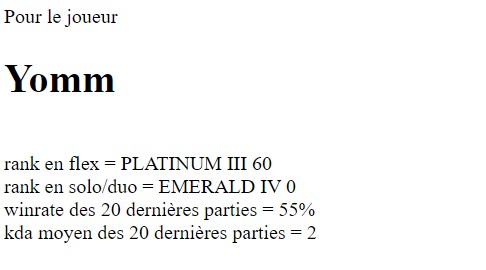 Pour le joueur
Yomm
rank en flex = PLATINUM III 60
rank en solo/duo = EMERALD IV 0
winrate des 20 dernières parties = 55%
kda moyen des 20 dernières parties = 2